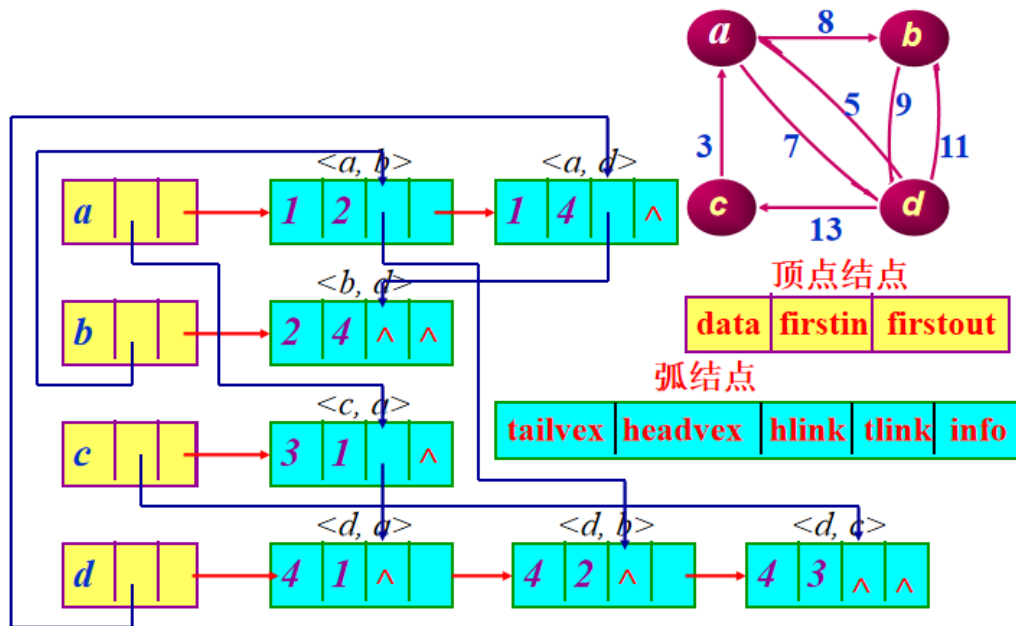 a 8 b
5 9
3 7 11
c d
13
<a, b> <a, d>
a 1 2 1 4 ^
顶点结点
<b, d>
data firstin firstout
b 2 4 ^ ^
弧结点
<c, a>
tailvex headvex hlink tlink info
c 3 1 ^
<d, a> <d, b> <d, c>
d 4 1 ^ 4 2 ^ 4 3 ^ ^